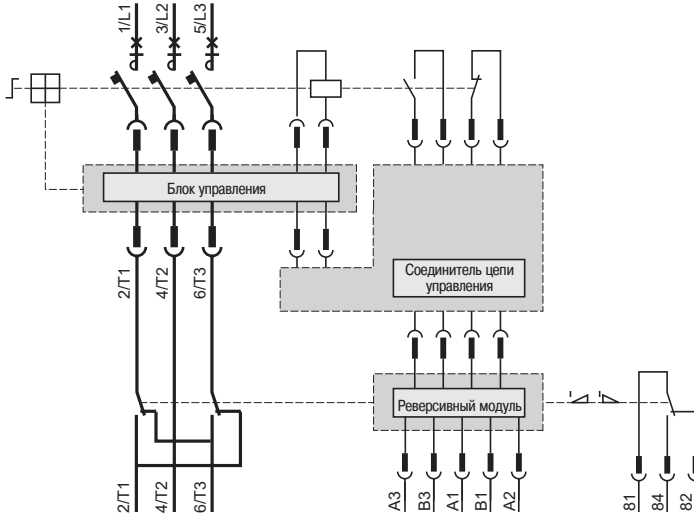 1/L1
3/L2
5/L3
Блок управления
2/T1
4/T2
6/T3
Соединитель цепи
управления
Реверсивный модуль
2/T1
4/T2
6/T3
A3
B3
A1
B1
A2
81
84
82